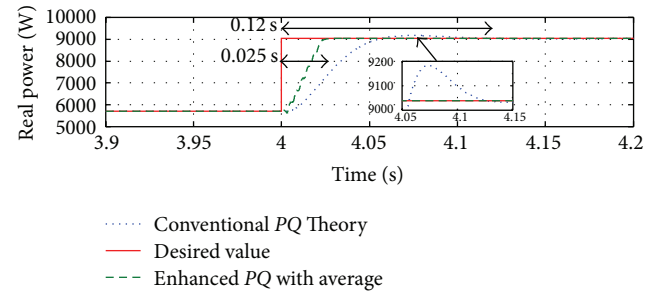 Real power (W)
10000
9000
8000
7000
6000
5000
0.12 s
0.025 s
9200
9100
9000
4.05
4.1
4.15
3.9
3.95
4
4.05
4.1
4.15
4.2
Time (s)
Conventional PQ Theory
Desired value
Enhanced PQ with average